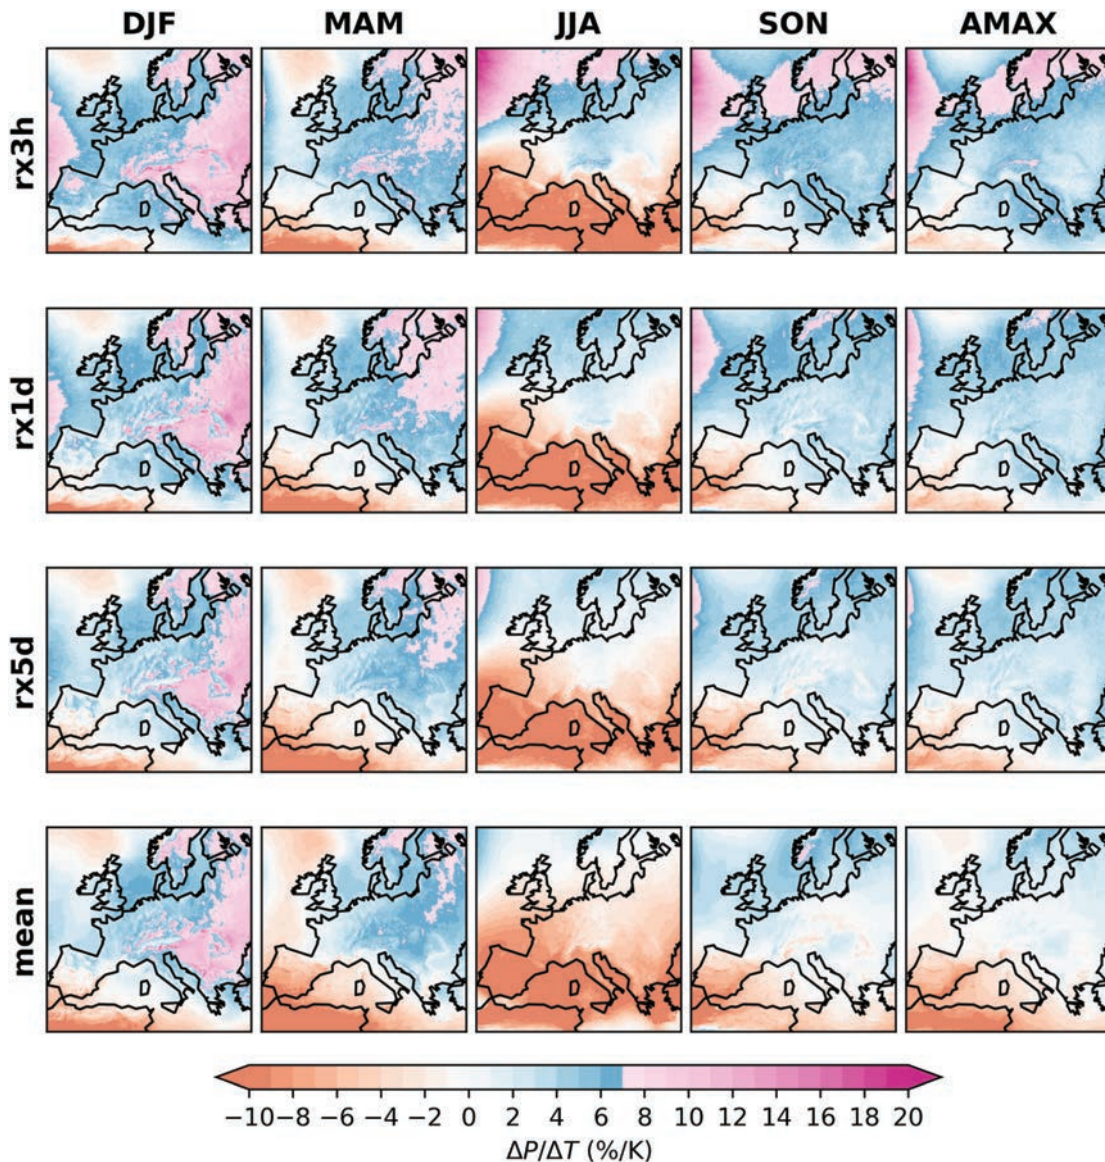 DJF MAM JJA SON AMAX
rx3h
rx1d
rx5d
mean
−10 −8 −6 −4 −2 0 2 4 6 8 10 12 14 16 18 20
ΔP/ΔT (%/K)